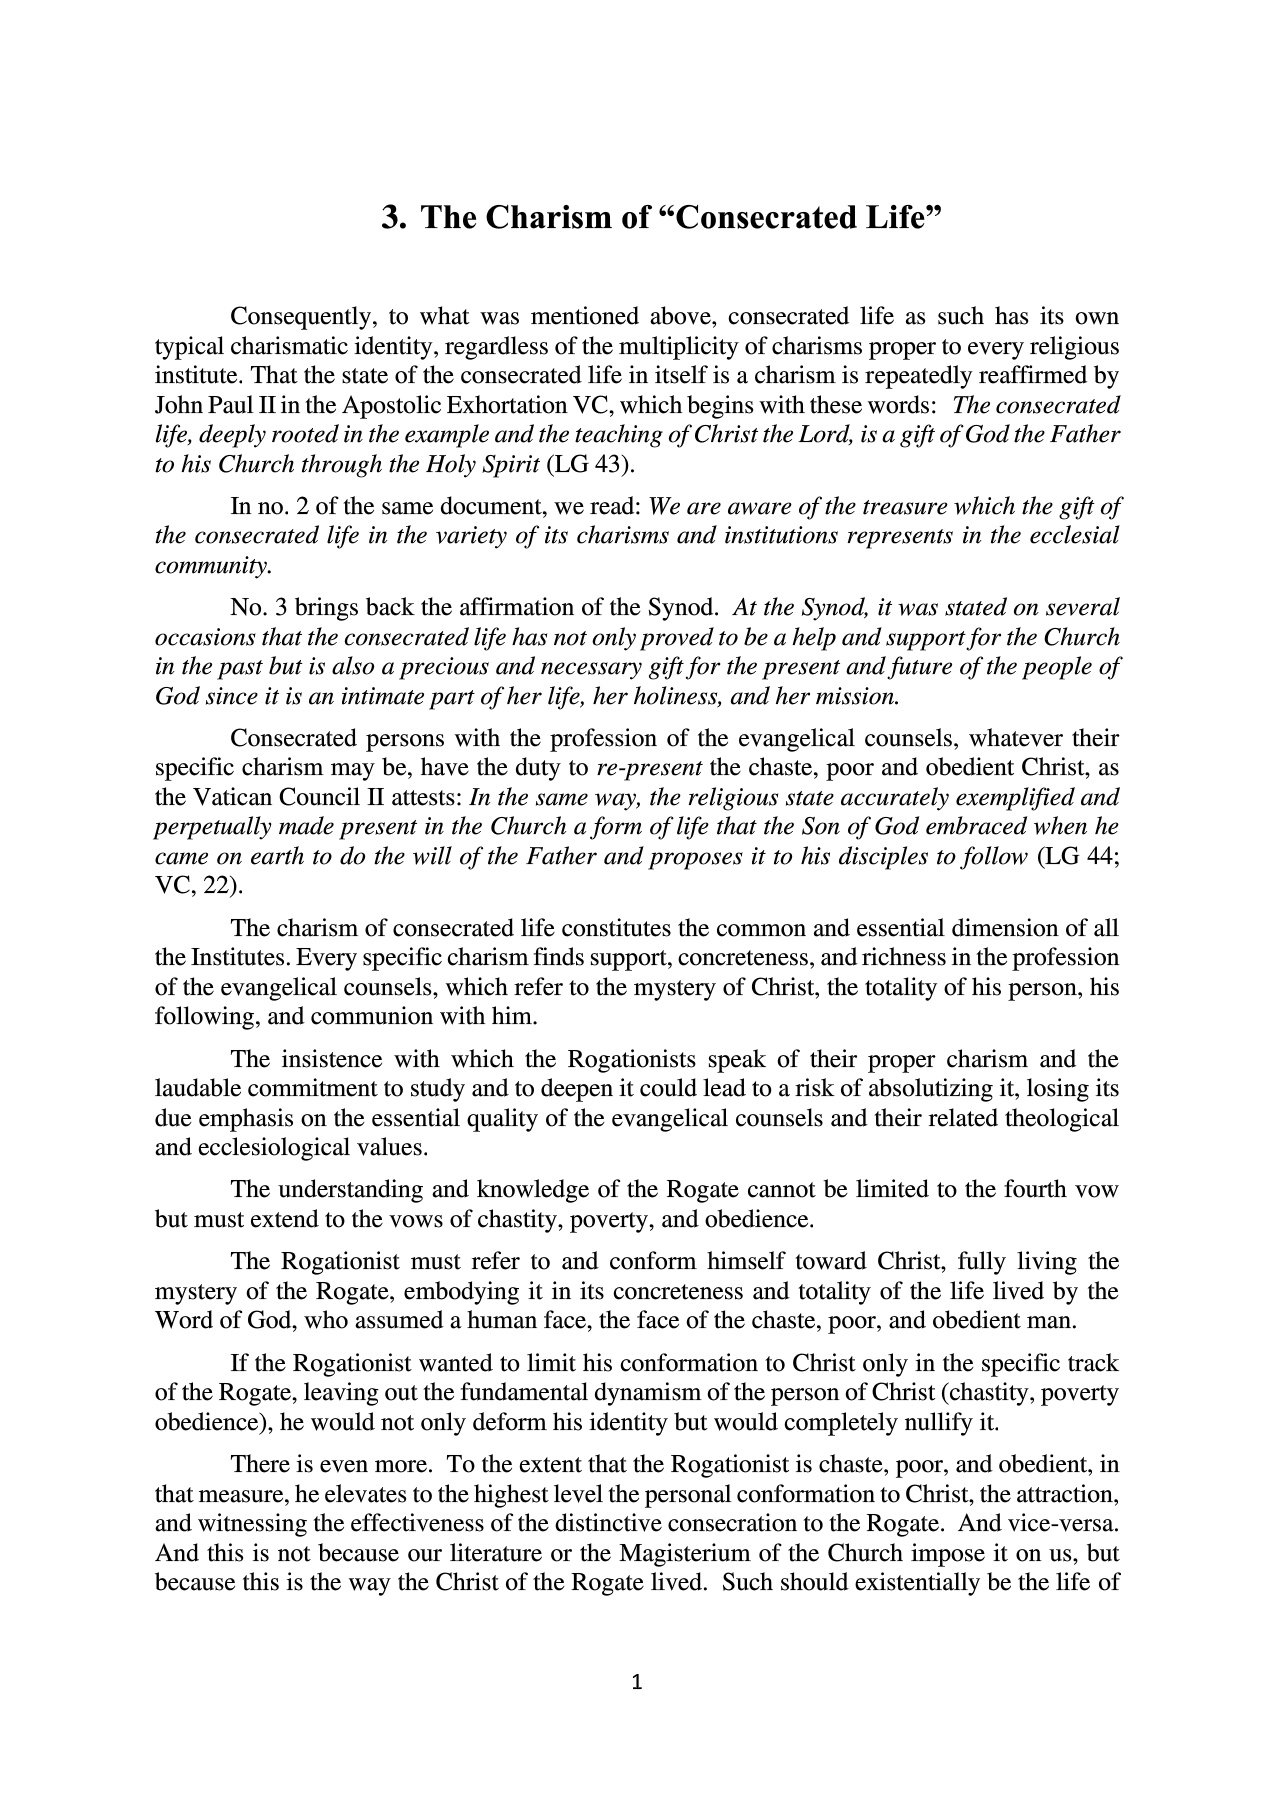 3. The Charism of “Consecrated Life”
Consequently, to what was mentioned above, consecrated life as such has its own
typical charismatic identity, regardless of the multiplicity of charisms proper to every religious
institute. That the state of the consecrated life in itself is a charism is repeatedly reaffirmed by
John Paul II in the Apostolic Exhortation VC, which begins with these words: The consecrated
life, deeply rooted in the example and the teaching of Christ the Lord, is a gift of God the Father
to his Church through the Holy Spirit (LG 43).
In no. 2 of the same document, we read: We are aware of the treasure which the gift of
the consecrated life in the variety of its charisms and institutions represents in the ecclesial
community.
No. 3 brings back the affirmation of the Synod. At the Synod, it was stated on several
occasions that the consecrated life has not only proved to be a help and support for the Church
in the past but is also a precious and necessary gift for the present and future of the people of
God since it is an intimate part of her life, her holiness, and her mission.
Consecrated persons with the profession of the evangelical counsels, whatever their
specific charism may be, have the duty to re-present the chaste, poor and obedient Christ, as
the Vatican Council II attests: In the same way, the religious state accurately exemplified and
perpetually made present in the Church a form of life that the Son of God embraced when he
came on earth to do the will of the Father and proposes it to his disciples to follow (LG 44;
VC, 22).
The charism of consecrated life constitutes the common and essential dimension of all
the Institutes. Every specific charism finds support, concreteness, and richness in the profession
of the evangelical counsels, which refer to the mystery of Christ, the totality of his person, his
following, and communion with him.
The insistence with which the Rogationists speak of their proper charism and the
laudable commitment to study and to deepen it could lead to a risk of absolutizing it, losing its
due emphasis on the essential quality of the evangelical counsels and their related theological
and ecclesiological values.
The understanding and knowledge of the Rogate cannot be limited to the fourth vow
but must extend to the vows of chastity, poverty, and obedience.
The Rogationist must refer to and conform himself toward Christ, fully living the
mystery of the Rogate, embodying it in its concreteness and totality of the life lived by the
Word of God, who assumed a human face, the face of the chaste, poor, and obedient man.
If the Rogationist wanted to limit his conformation to Christ only in the specific track
of the Rogate, leaving out the fundamental dynamism of the person of Christ (chastity, poverty
obedience), he would not only deform his identity but would completely nullify it.
There is even more. To the extent that the Rogationist is chaste, poor, and obedient, in
that measure, he elevates to the highest level the personal conformation to Christ, the attraction,
and witnessing the effectiveness of the distinctive consecration to the Rogate. And vice-versa.
And this is not because our literature or the Magisterium of the Church impose it on us, but
because this is the way the Christ of the Rogate lived. Such should existentially be the life of
1